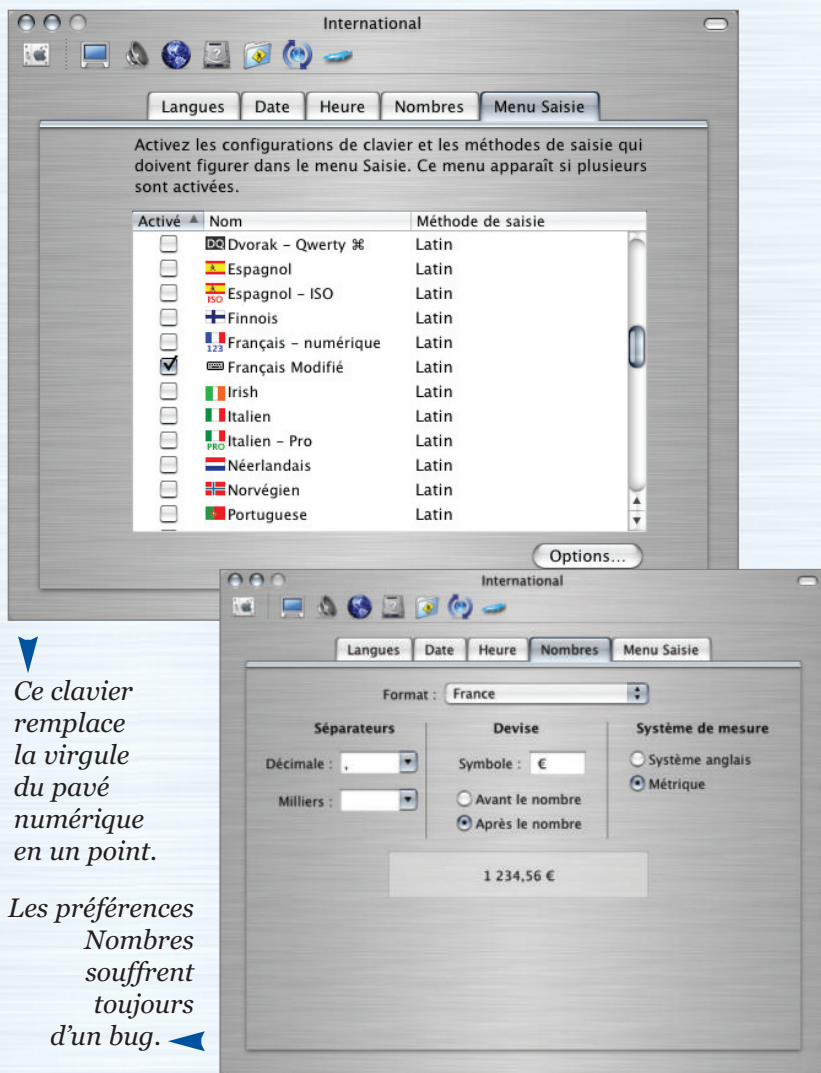 International
Langues Date Heure Nombres Menu Saisie
Activez les configurations de clavier et les méthodes de saisie qui
doivent figurer dans le menu Saisie. Ce menu apparaît si plusieurs
sont activées.
Activé Nom Méthode de saisie
DQ Dvorak – Qwerty ⌘ Latin
Espagnol Latin
ISO Espagnol – ISO Latin
Finnois Latin
123 Français – numérique Latin
Français Modifié Latin
Irish Latin
Italien Latin
PRO Italien – Pro Latin
Néerlandais Latin
Norvégien Latin
Portuguese Latin
Options...
International
Langues Date Heure Nombres Menu Saisie
Format : France
Séparateurs Devise Système de mesure
Décimale : , Symbole : € Système anglais
Métrique
Milliers : Avant le nombre
Après le nombre
1 234,56 €
Ce clavier
remplace
la virgule
du pavé
numérique
en un point.
Les préférences
Nombres
souffrent
toujours
d'un bug.